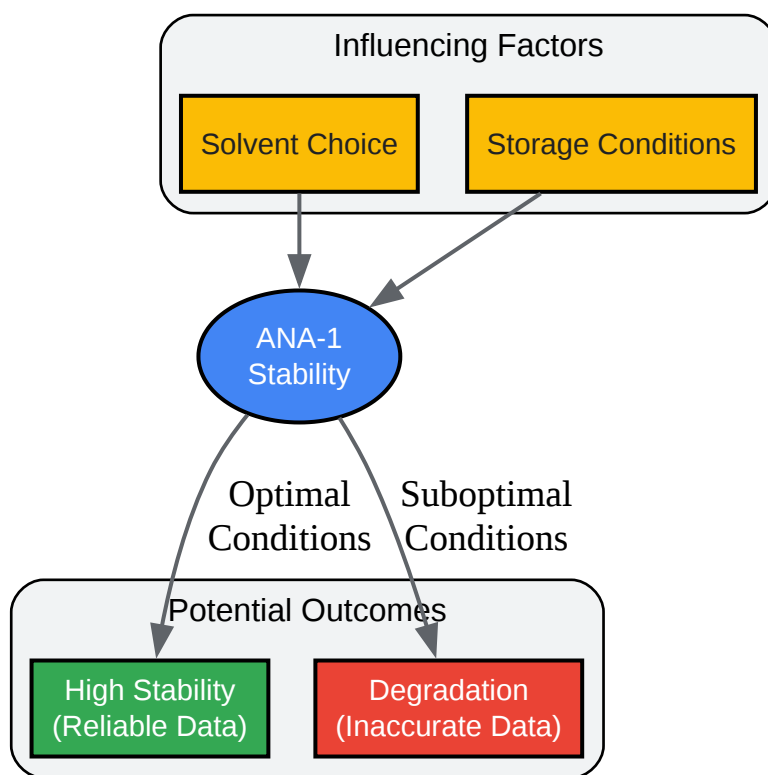 Influencing Factors
Solvent Choice
Storage Conditions
ANA-1
Stability
Optimal
Conditions
Suboptimal
Conditions
Potential Outcomes
High Stability
(Reliable Data)
Degradation
(Inaccurate Data)